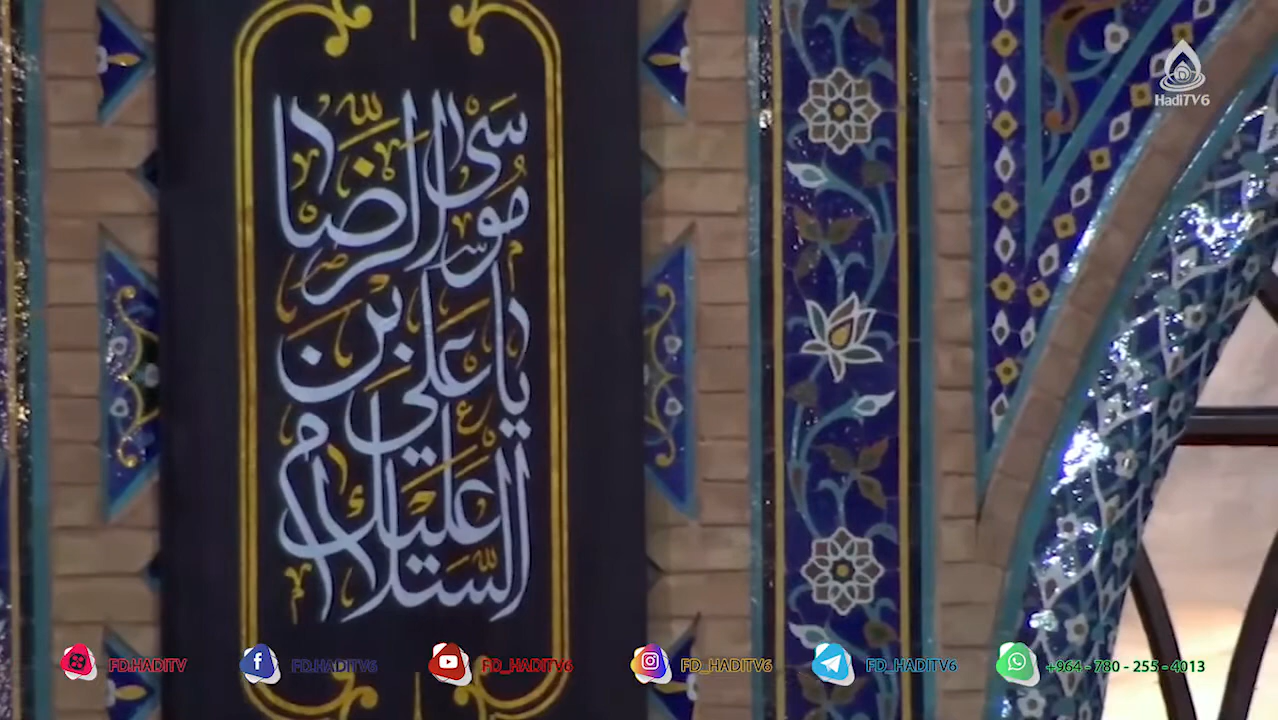 HadiTV6
السلام عليك
يا علي بن
موسى الرضا
FD.HADITV
FD.HADITV6
FD_HADITV6
FD_HADITV6
FD_HADITV6
+964 - 780 - 255 - 4013